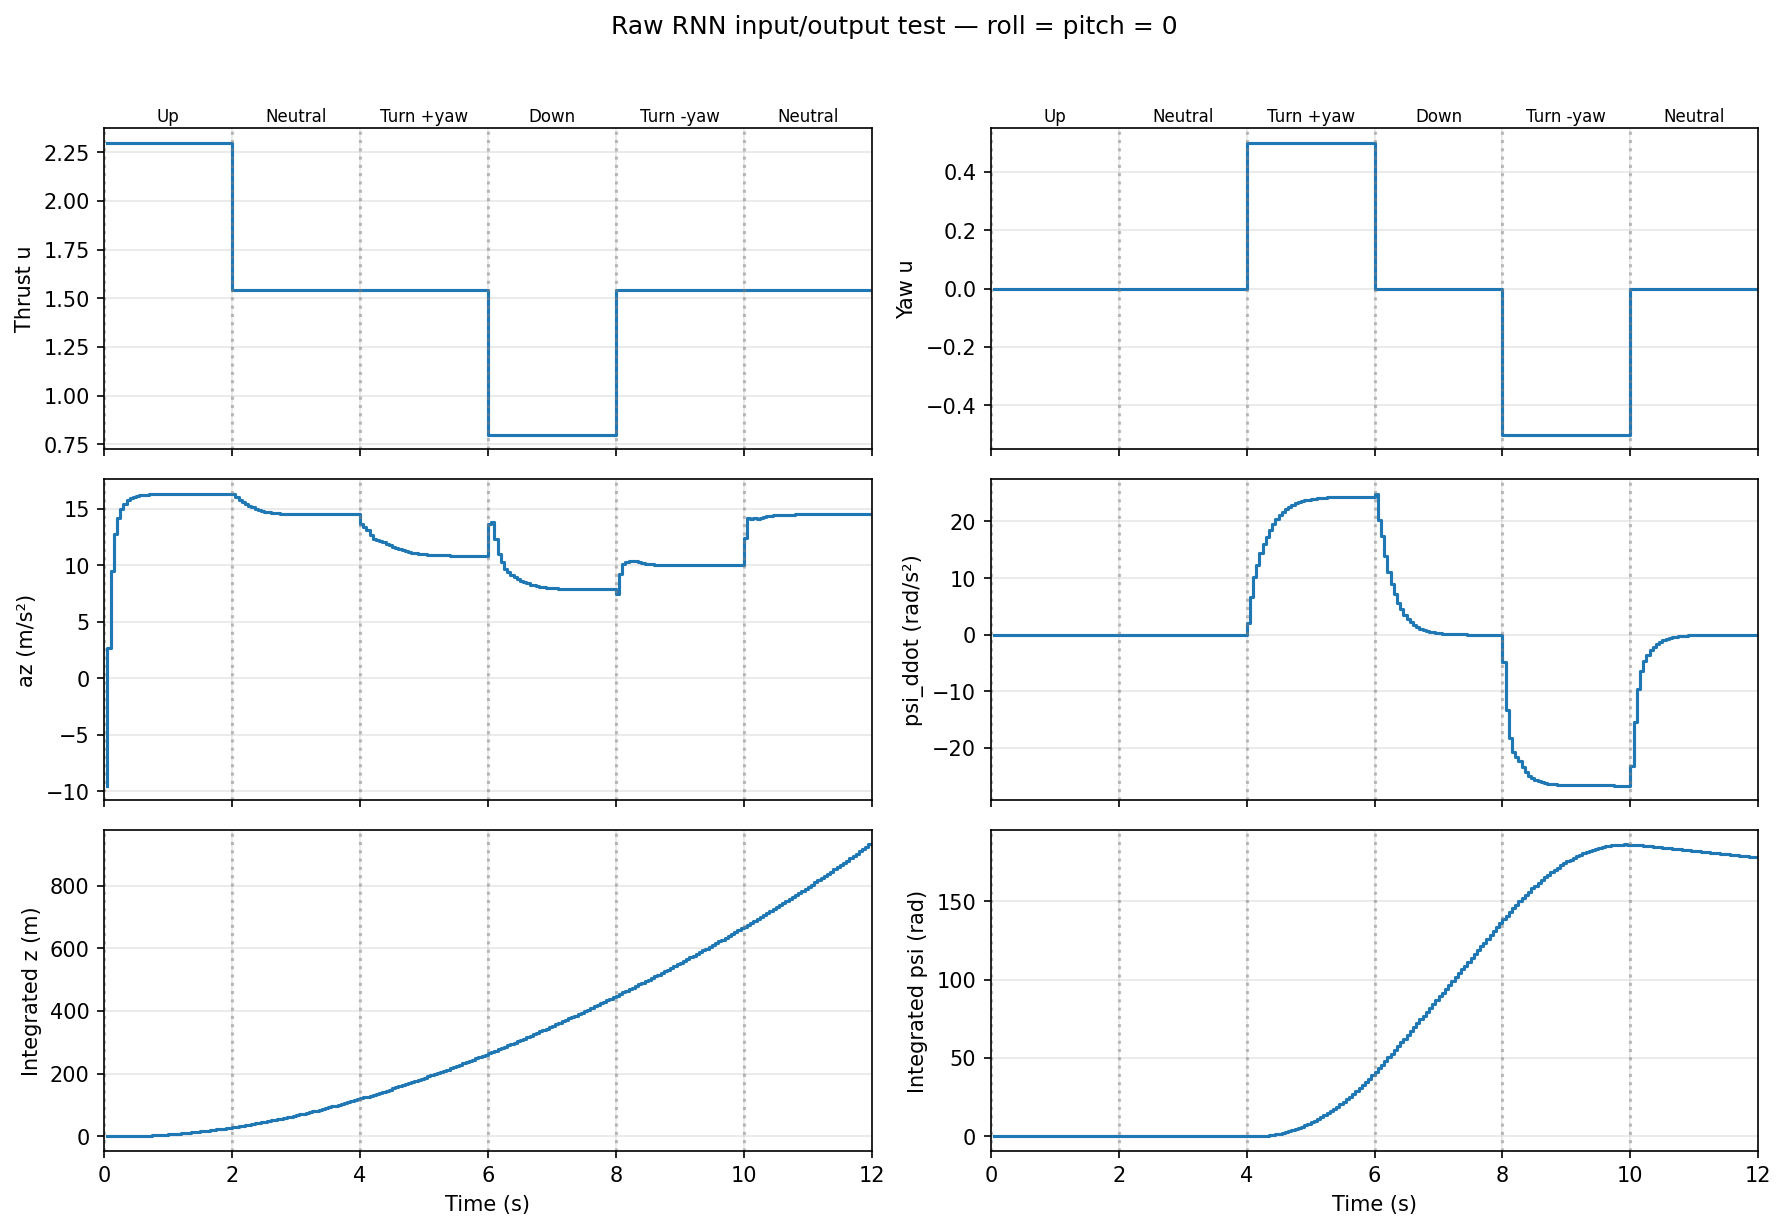 Raw RNN input/output test — roll = pitch = 0
Up Neutral Turn +yaw Down Turn -yaw Neutral
Thrust u
2.25
2.00
1.75
1.50
1.25
1.00
0.75
Up Neutral Turn +yaw Down Turn -yaw Neutral
Yaw u
0.4
0.2
0.0
−0.2
−0.4
az (m/s²)
15
10
5
0
−5
−10
psi_ddot (rad/s²)
20
10
0
−10
−20
Integrated z (m)
800
600
400
200
0
0 2 4 6 8 10 12
Time (s)
Integrated psi (rad)
150
100
50
0
0 2 4 6 8 10 12
Time (s)